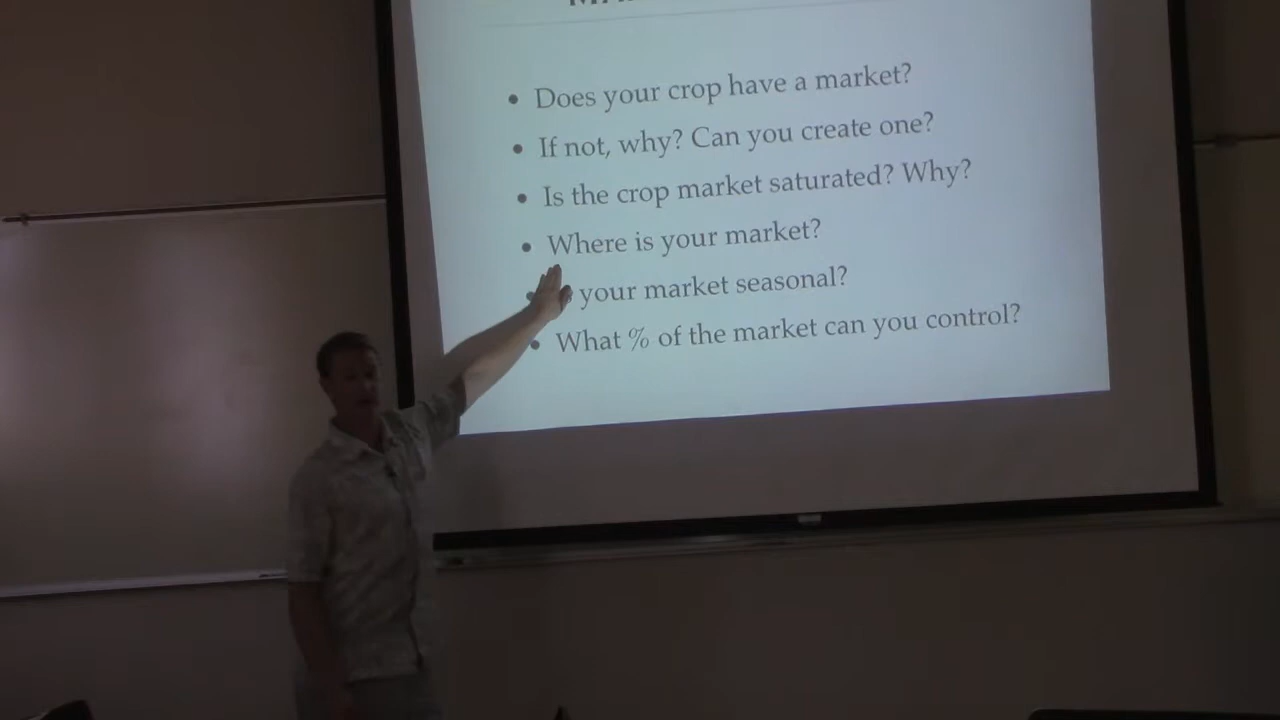 • Does your crop have a market?
• If not, why? Can you create one?
• Is the crop market saturated? Why?
• Where is your market?
• your market seasonal?
• What % of the market can you control?